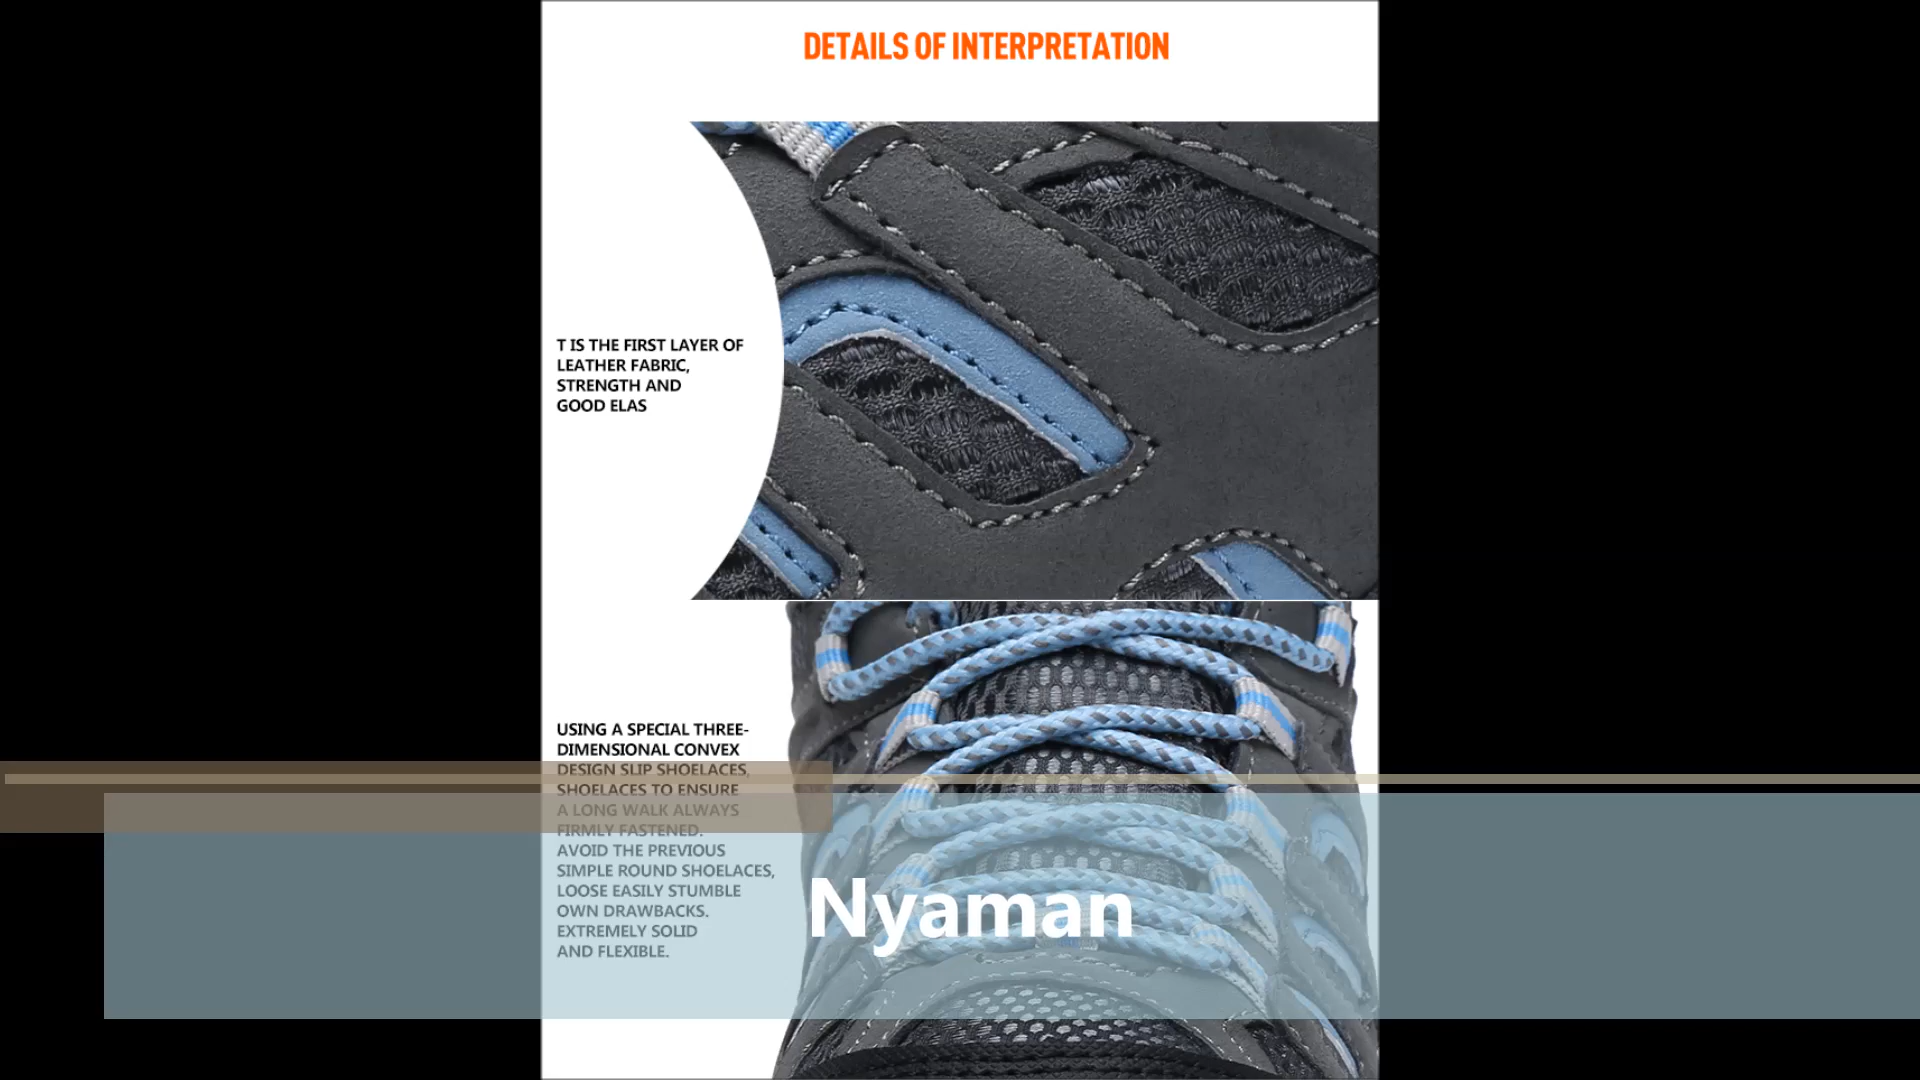 DETAILS OF INTERPRETATION
T IS THE FIRST LAYER OF
LEATHER FABRIC,
STRENGTH AND
GOOD ELAS
USING A SPECIAL THREE-
DIMENSIONAL CONVEX
DESIGN SLIP SHOELACES,
SHOELACES TO ENSURE
A LONG WALK ALWAYS
FIRMLY FASTENED.
AVOID THE PREVIOUS
SIMPLE ROUND SHOELACES,
LOOSE EASILY STUMBLE
OWN DRAWBACKS.
EXTREMELY SOLID
AND FLEXIBLE.
Nyaman